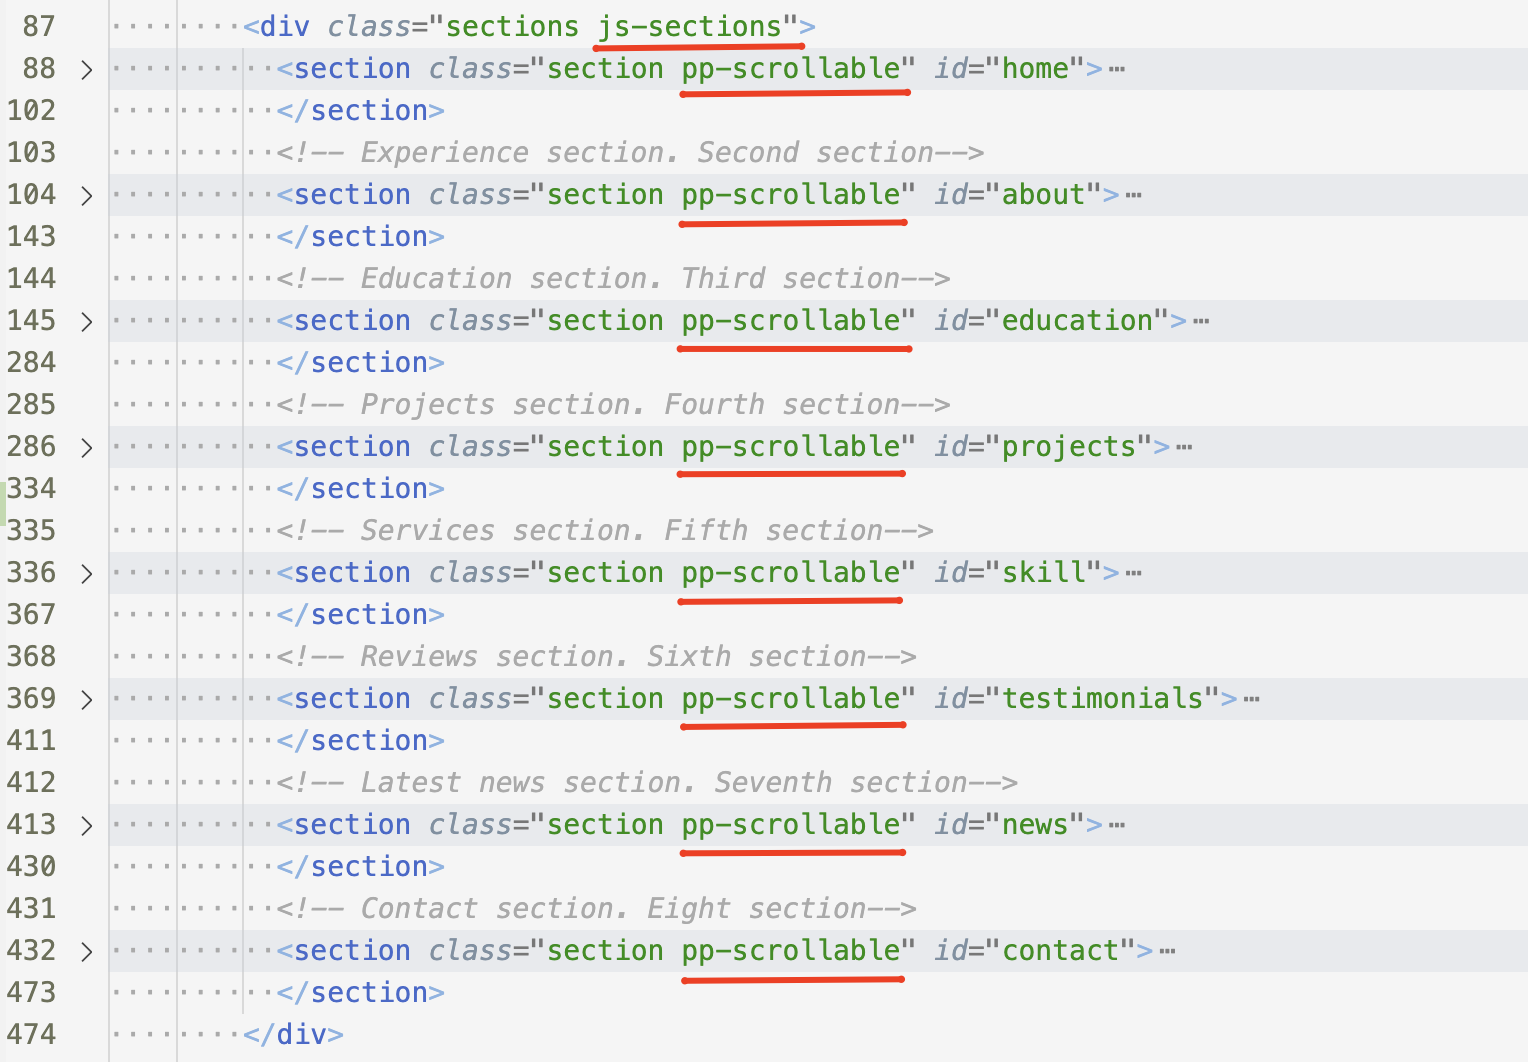 87 <div class="sections js-sections">
88 > <section class="section pp-scrollable" id="home">…
102 </section>
103 <!-- Experience section. Second section-->
104 > <section class="section pp-scrollable" id="about">…
143 </section>
144 <!-- Education section. Third section-->
145 > <section class="section pp-scrollable" id="education">…
284 </section>
285 <!-- Projects section. Fourth section-->
286 > <section class="section pp-scrollable" id="projects">…
334 </section>
335 <!-- Services section. Fifth section-->
336 > <section class="section pp-scrollable" id="skill">…
367 </section>
368 <!-- Reviews section. Sixth section-->
369 > <section class="section pp-scrollable" id="testimonials">…
411 </section>
412 <!-- Latest news section. Seventh section-->
413 > <section class="section pp-scrollable" id="news">…
430 </section>
431 <!-- Contact section. Eight section-->
432 > <section class="section pp-scrollable" id="contact">…
473 </section>
474 </div>